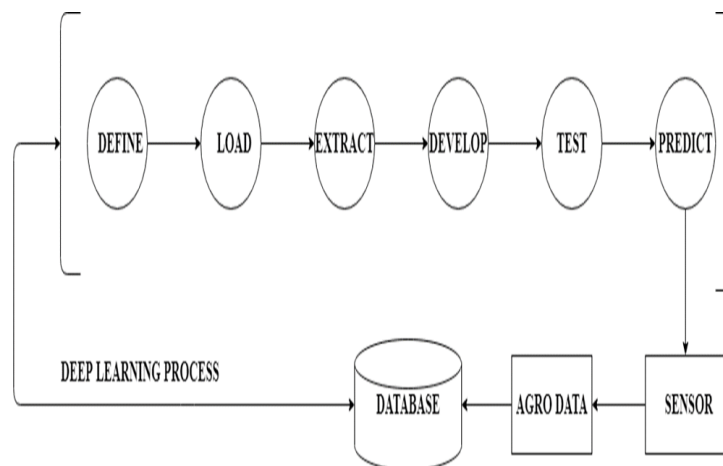 DEFINE LOAD EXTRACT DEVELOP TEST PREDICT
DEEP LEARNING PROCESS
DATABASE AGRO DATA SENSOR